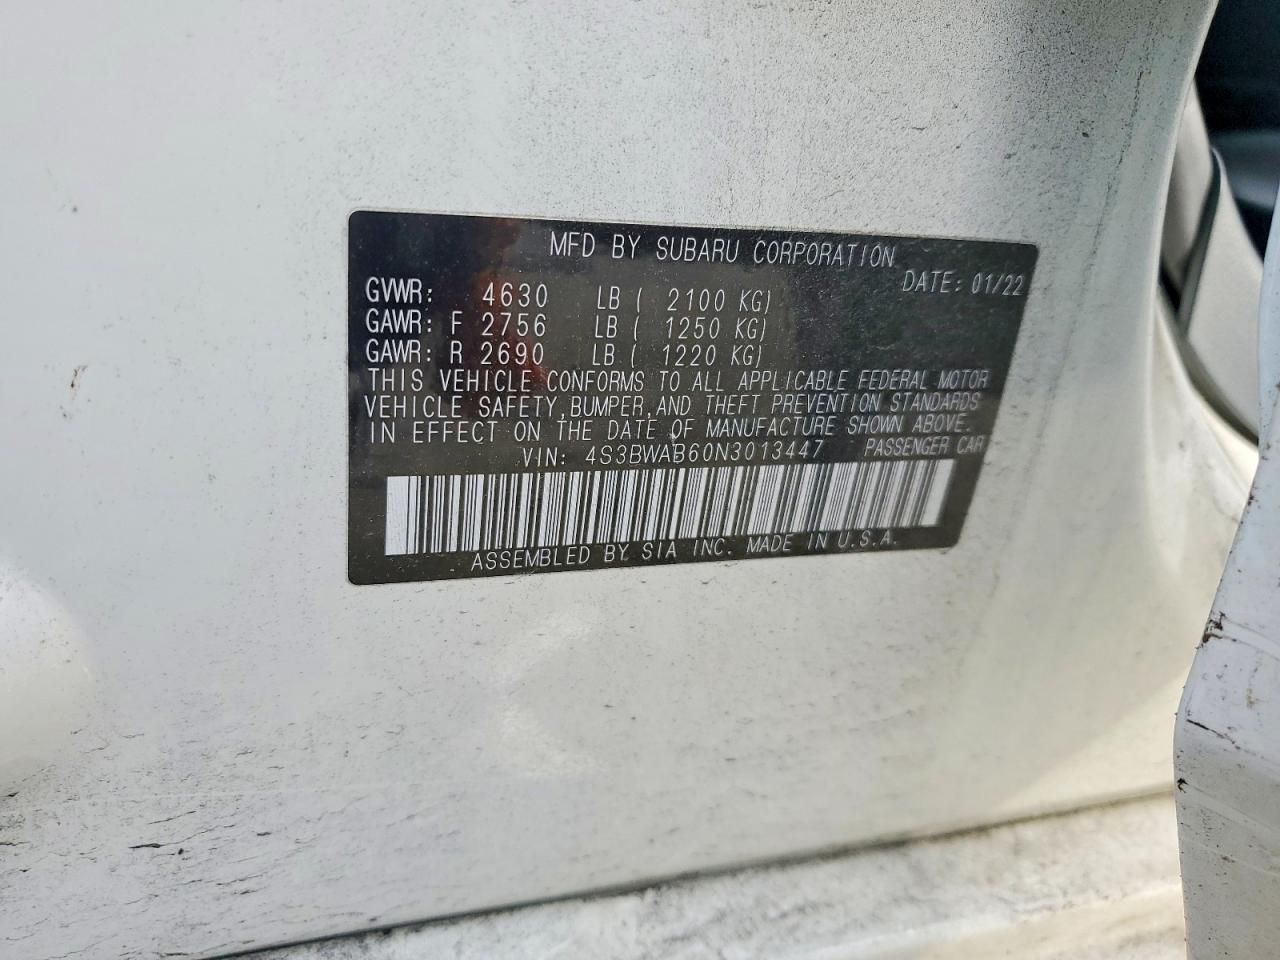 MFD BY SUBARU CORPORATION
DATE: 01/22
GVWR: 4630 LB ( 2100 KG)
GAWR: F 2756 LB ( 1250 KG)
GAWR: R 2690 LB ( 1220 KG)
THIS VEHICLE CONFORMS TO ALL APPLICABLE FEDERAL MOTOR
VEHICLE SAFETY, BUMPER, AND THEFT PREVENTION STANDARDS
IN EFFECT ON THE DATE OF MANUFACTURE SHOWN ABOVE.
VIN: 4S3BWAB60N3013447 PASSENGER CAR
ASSEMBLED BY SIA INC. MADE IN U.S.A.